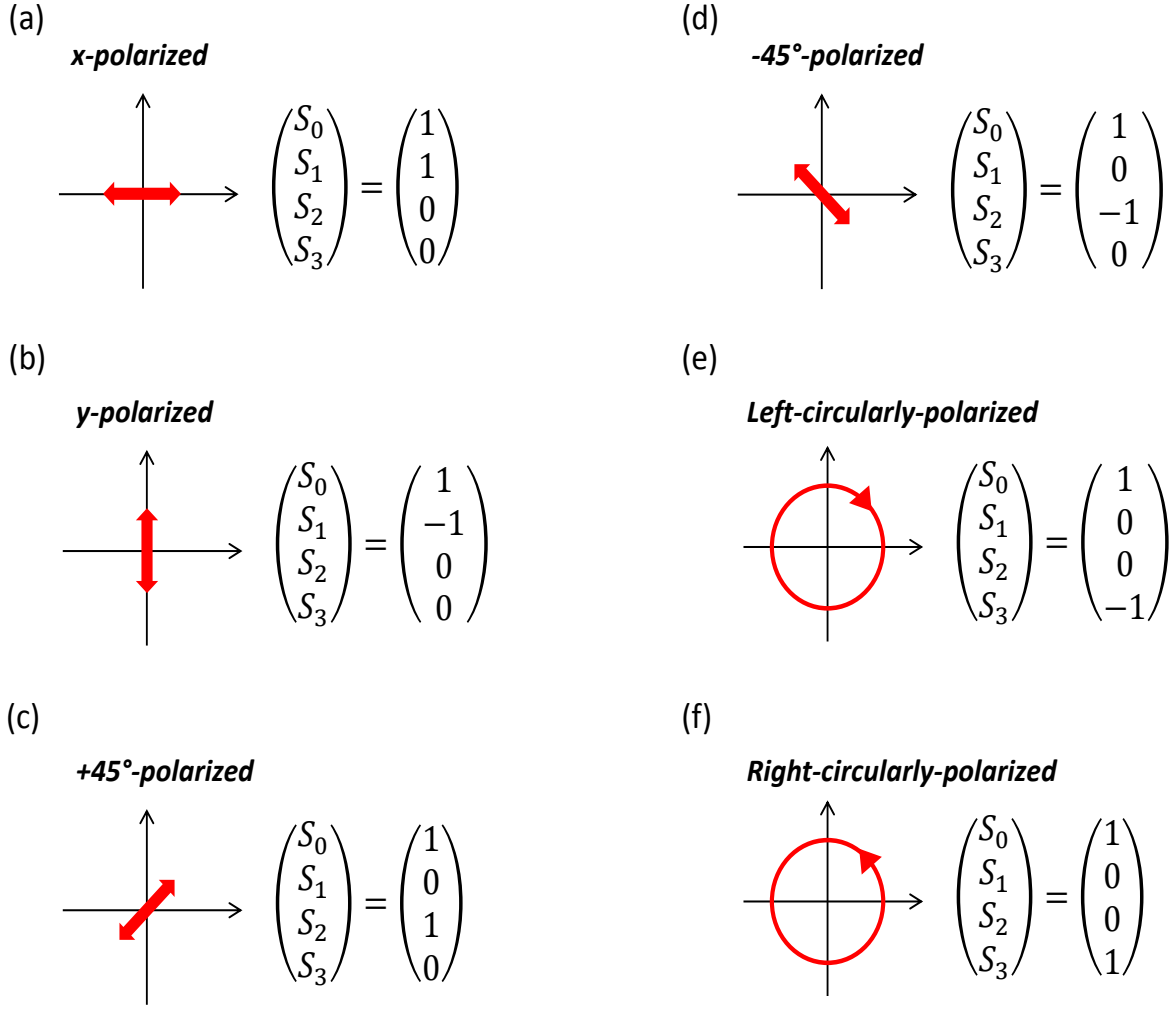 (a)
x-polarized
S₀ 1
S₁ = 1
S₂ 0
S₃ 0
(b)
y-polarized
S₀ 1
S₁ = −1
S₂ 0
S₃ 0
(c)
+45°-polarized
S₀ 1
S₁ = 0
S₂ 1
S₃ 0
(d)
-45°-polarized
S₀ 1
S₁ = 0
S₂ −1
S₃ 0
(e)
Left-circularly-polarized
S₀ 1
S₁ = 0
S₂ 0
S₃ −1
(f)
Right-circularly-polarized
S₀ 1
S₁ = 0
S₂ 0
S₃ 1